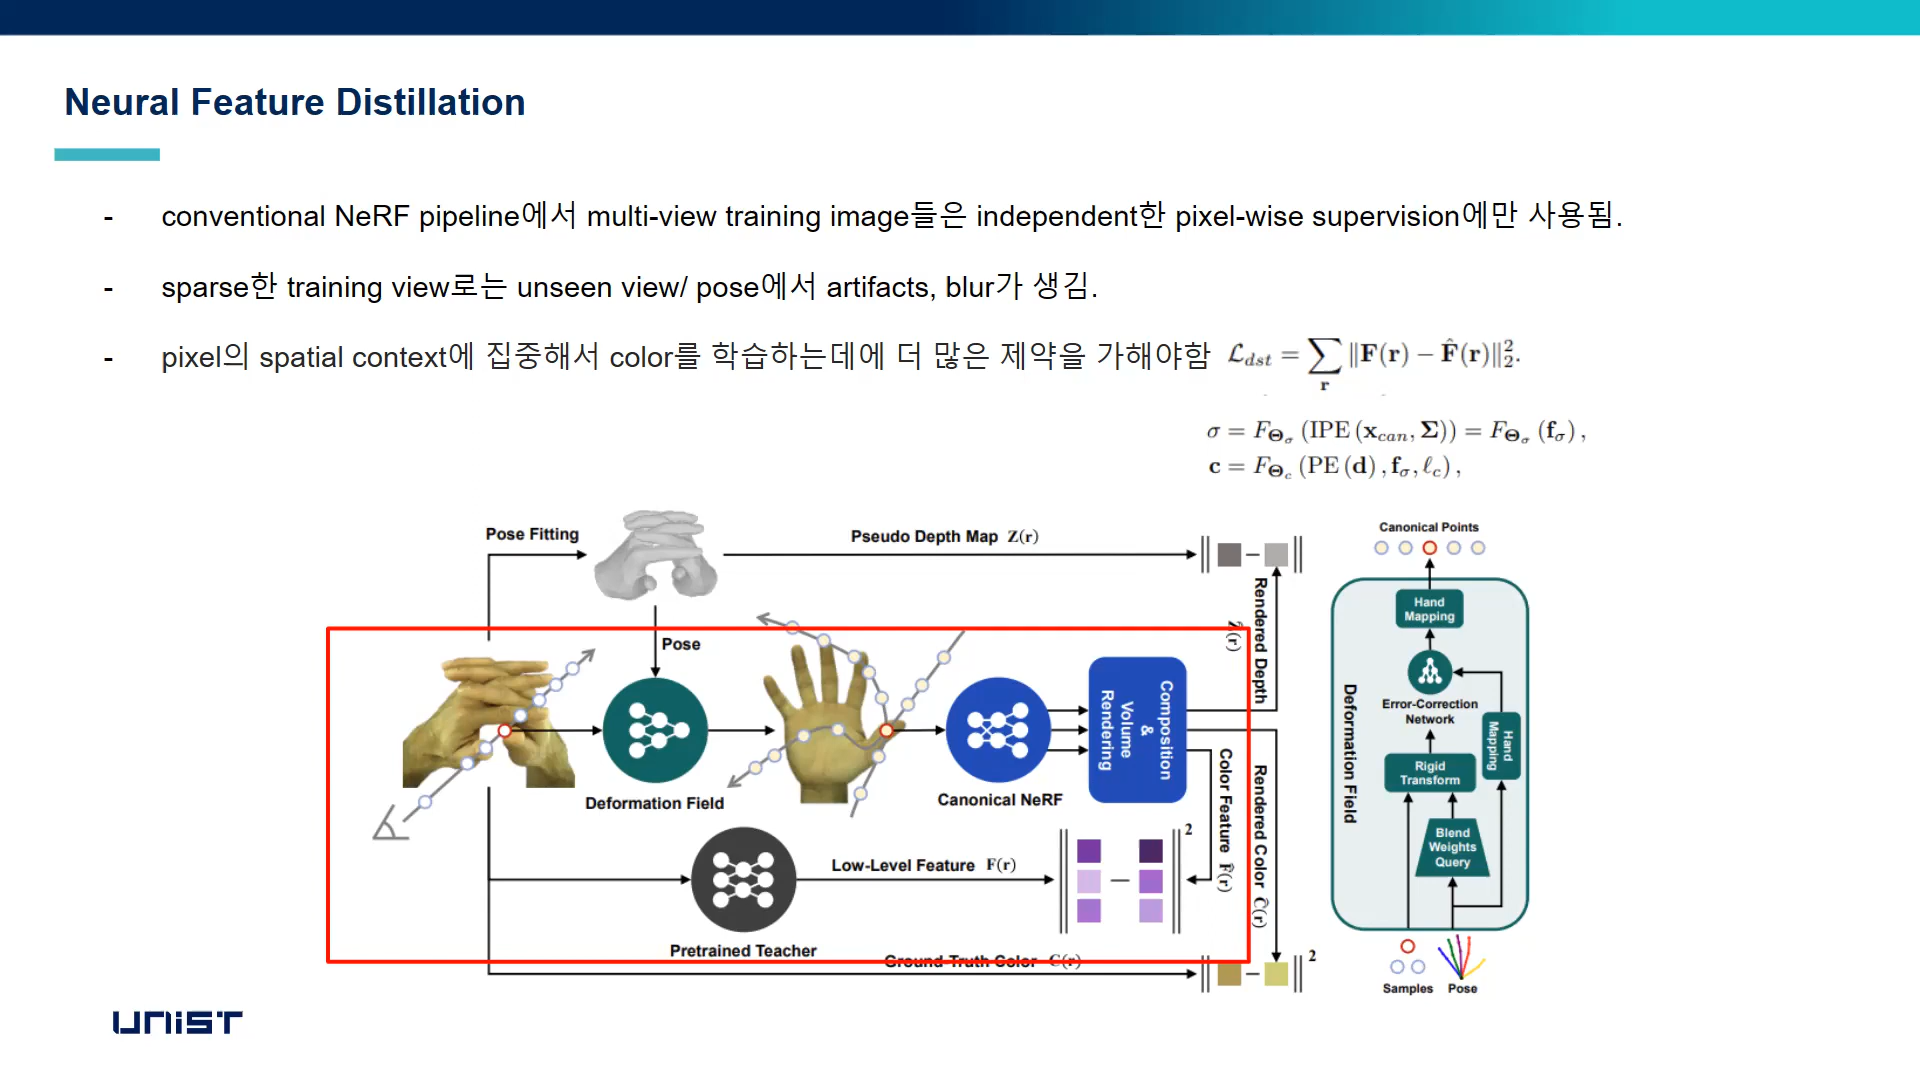 Neural Feature Distillation
- conventional NeRF pipeline에서 multi-view training image들은 independent한 pixel-wise supervision에만 사용됨.
- sparse한 training view로는 unseen view/ pose에서 artifacts, blur가 생김.
- pixel의 spatial context에 집중해서 color를 학습하는데에 더 많은 제약을 가해야함
ℒ_dst = ∑_r ‖F(r) − F̂(r)‖₂².
σ = F_Θσ (IPE (x_can, Σ)) = F_Θσ (f_σ) ,
c = F_Θc (PE (d) , f_σ, ℓ_c) ,
Pose Fitting
Pseudo Depth Map Z(r)
Rendered Depth Ẑ(r)
Pose
Deformation Field
Canonical NeRF
Composition
&
Volume
Rendering
Color Feature F̂(r)
Rendered Color Ĉ(r)
Low-Level Feature F(r)
2
Pretrained Teacher
Ground-Truth Color C(r)
2
Canonical Points
Hand
Mapping
Error-Correction
Network
Hand
Mapping
Rigid
Transform
Blend
Weights
Query
Deformation Field
Samples
Pose
UNIST